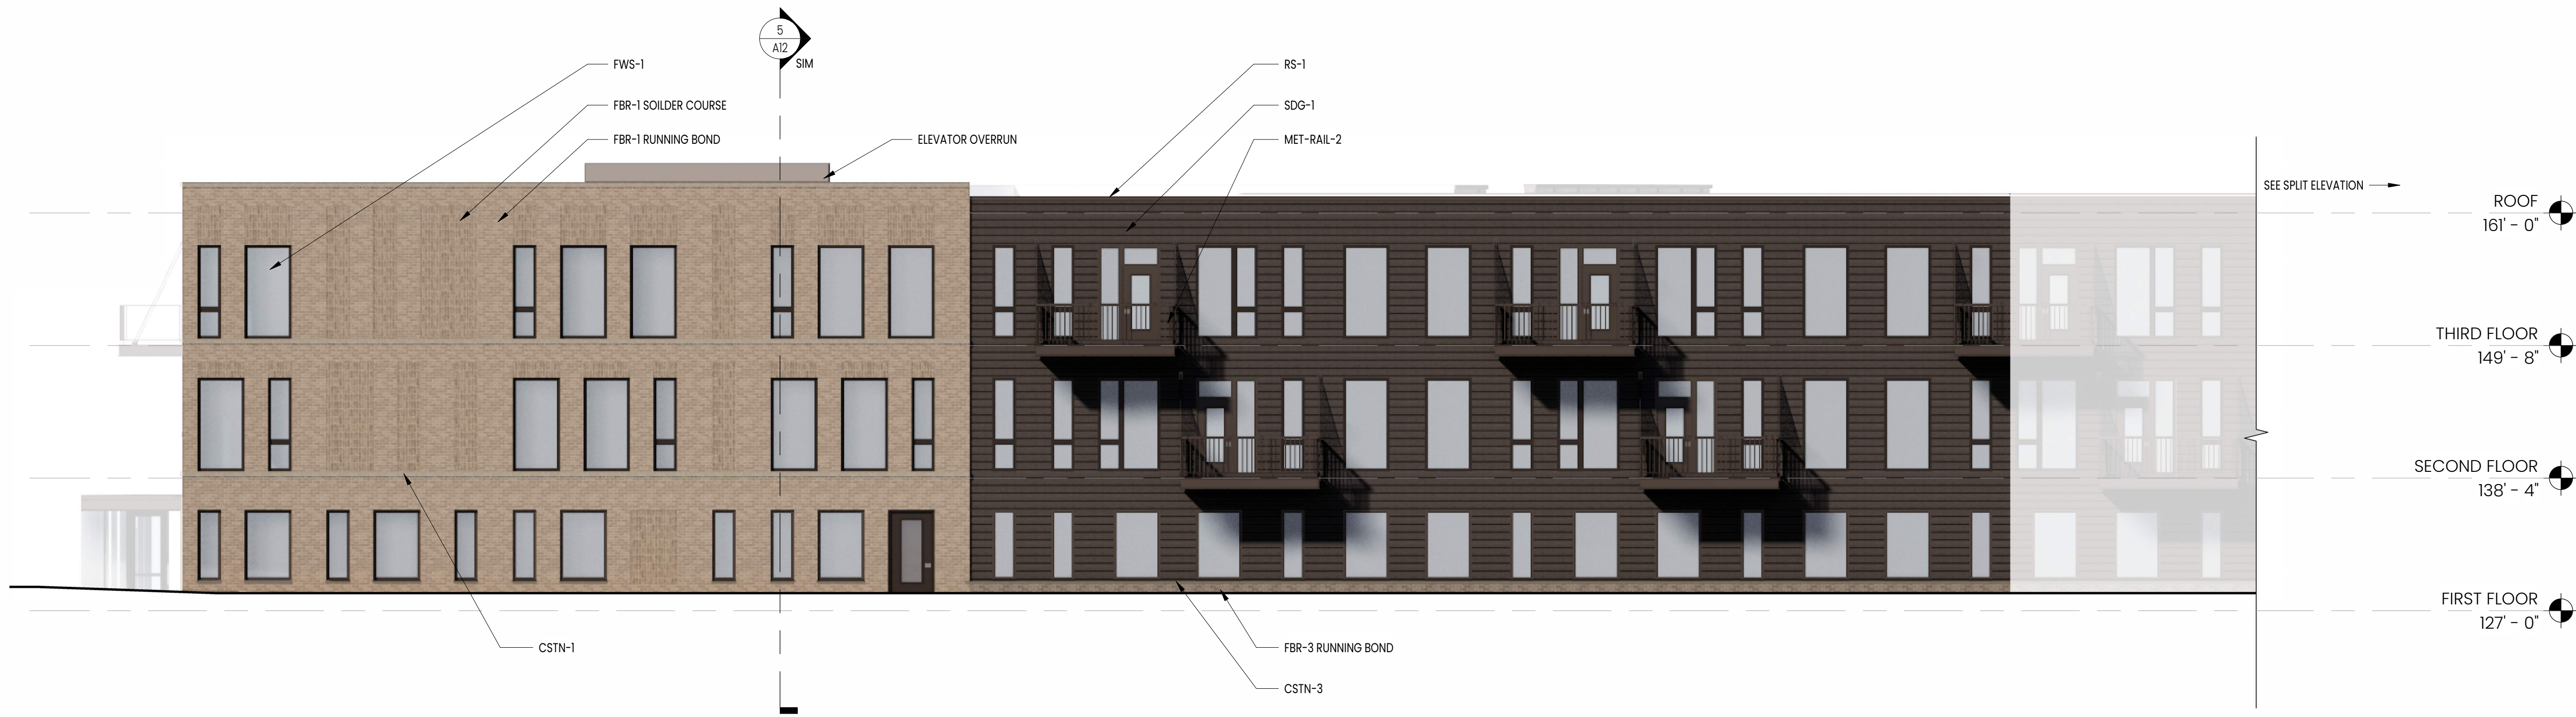 5
A12
SIM
FWS-1
FBR-1 SOILDER COURSE
FBR-1 RUNNING BOND
ELEVATOR OVERRUN
RS-1
SDG-1
MET-RAIL-2
SEE SPLIT ELEVATION
ROOF
161' - 0"
THIRD FLOOR
149' - 8"
SECOND FLOOR
138' - 4"
FIRST FLOOR
127' - 0"
CSTN-1
FBR-3 RUNNING BOND
CSTN-3